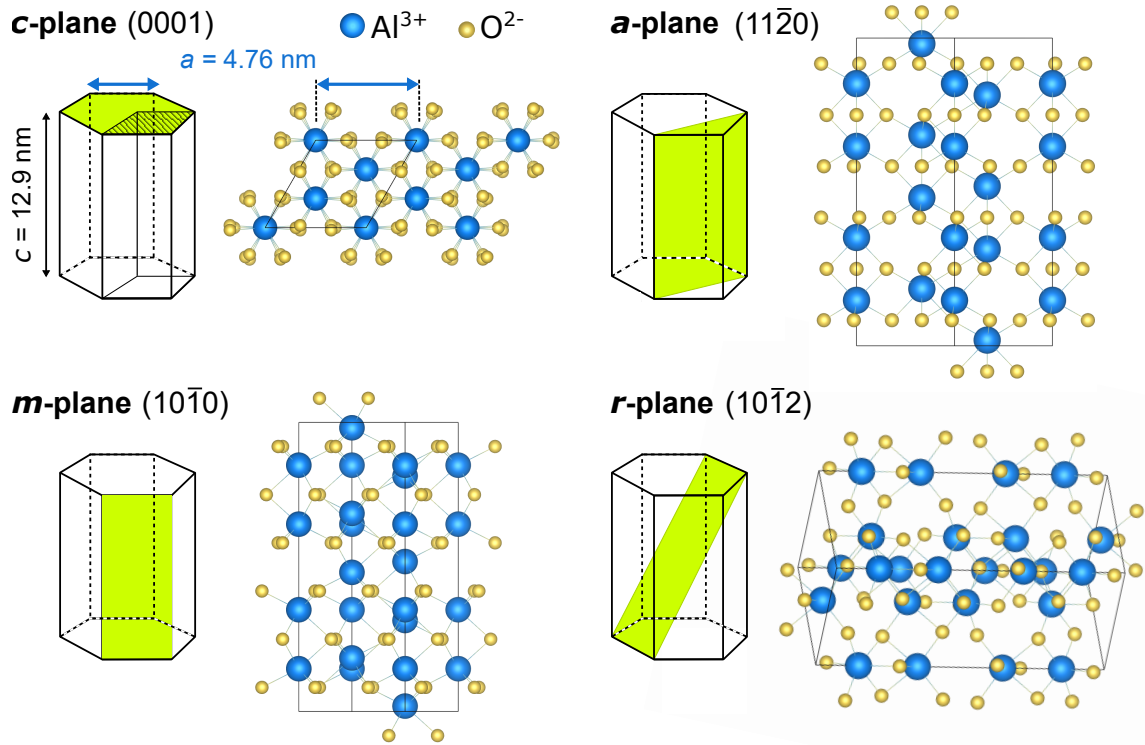 c-plane (0001)
Al³⁺ O²⁻
a = 4.76 nm
c = 12.9 nm
a-plane (112̅0)
m-plane (101̅0)
r-plane (101̅2)